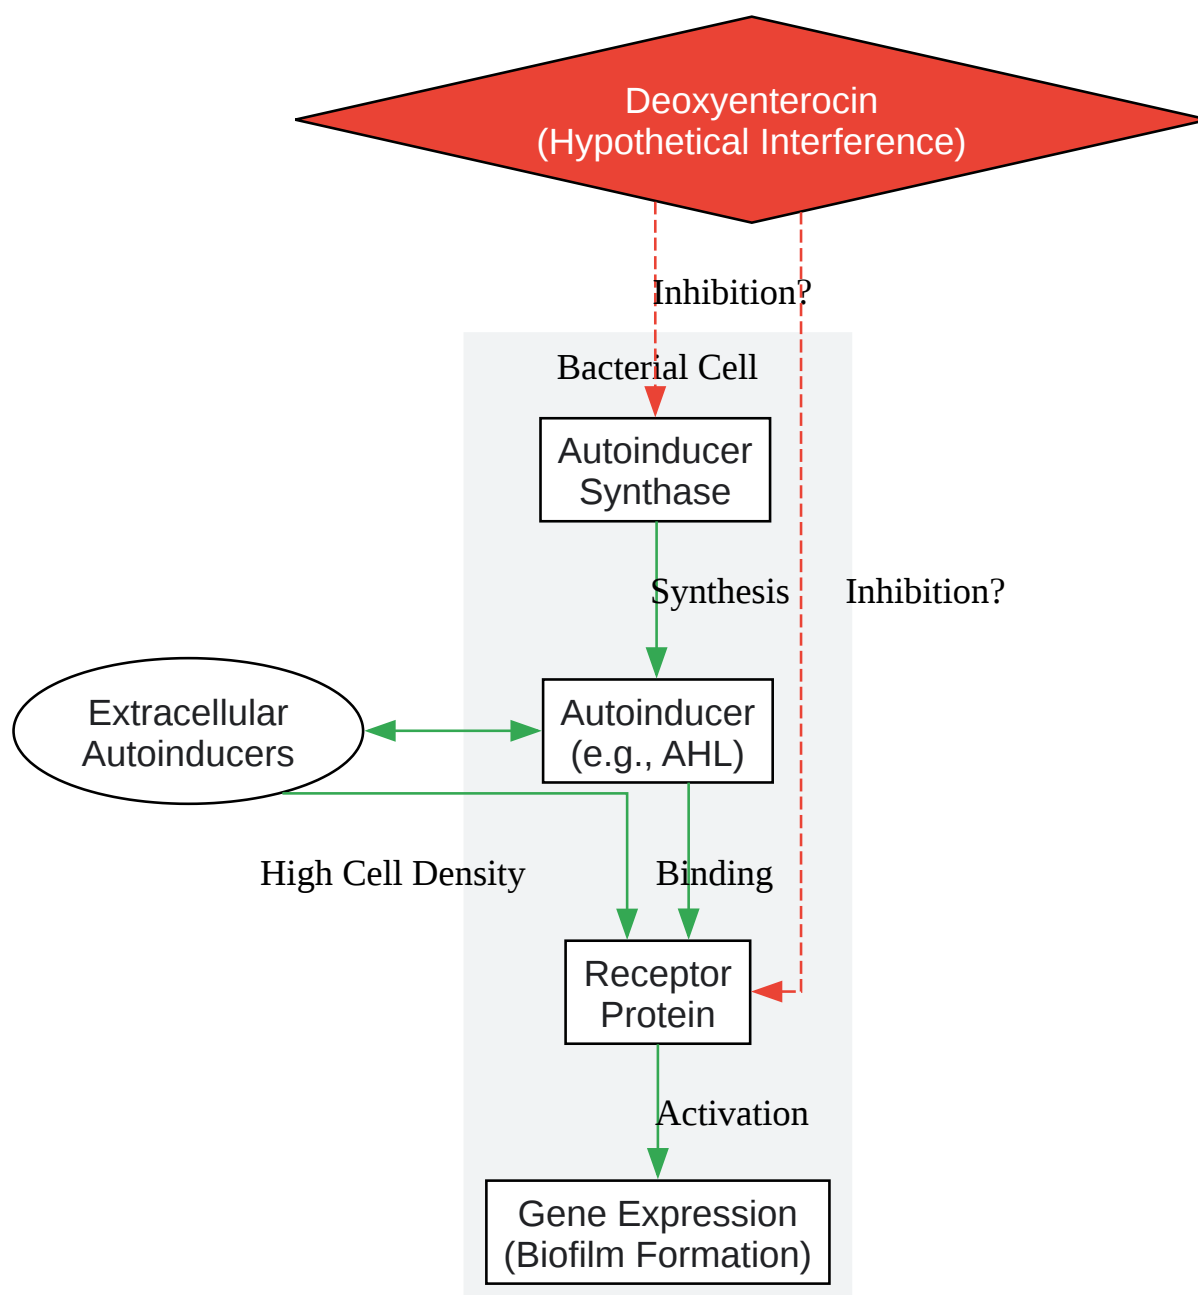 Deoxyenterocin
(Hypothetical Interference)
Inhibition?
Bacterial Cell
Autoinducer
Synthase
Synthesis
Inhibition?
Extracellular
Autoinducers
Autoinducer
(e.g., AHL)
High Cell Density
Binding
Receptor
Protein
Activation
Gene Expression
(Biofilm Formation)